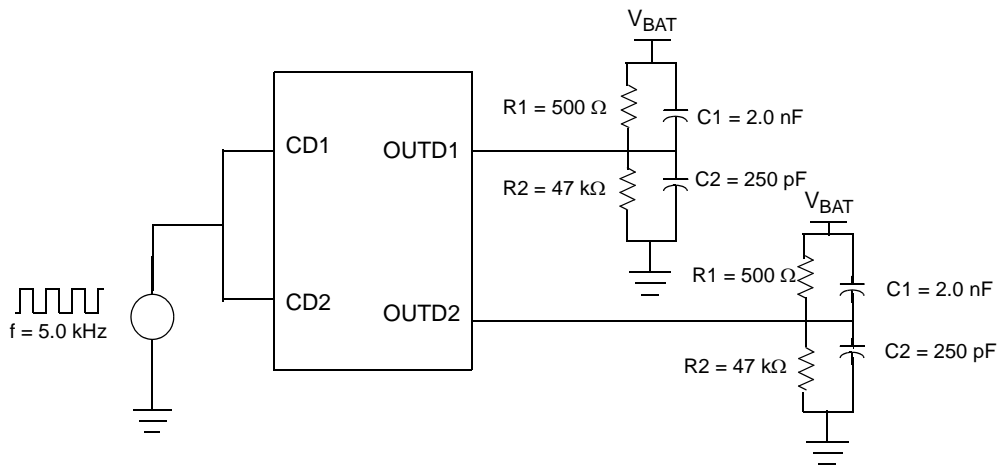 VBAT
R1 = 500 Ω
C1 = 2.0 nF
CD1
OUTD1
R2 = 47 kΩ
C2 = 250 pF
VBAT
R1 = 500 Ω
C1 = 2.0 nF
CD2
OUTD2
f = 5.0 kHz
C2 = 250 pF
R2 = 47 kΩ